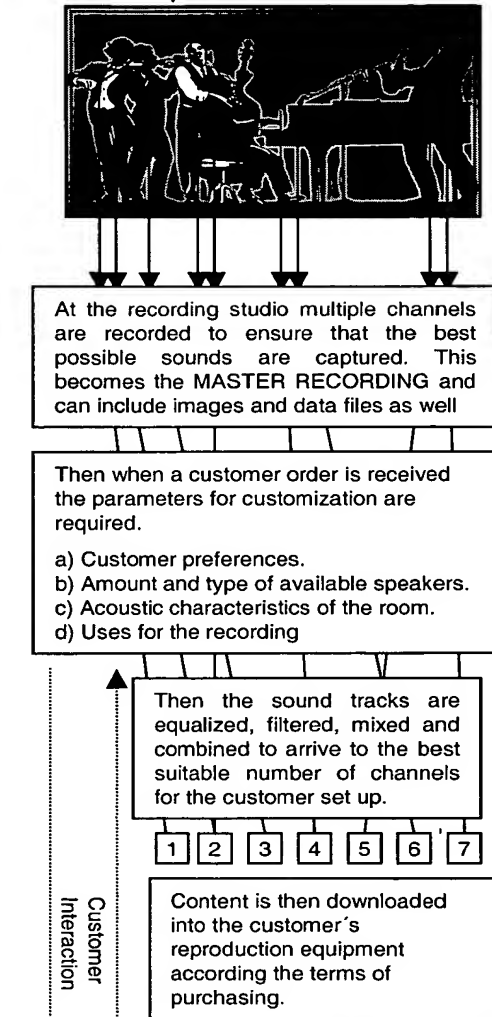 At the recording studio multiple channels
are recorded to ensure that the best
possible sounds are captured. This
becomes the MASTER RECORDING and
can include images and data files as well
Then when a customer order is received
the parameters for customization are
required.
a) Customer preferences.
b) Amount and type of available speakers.
c) Acoustic characteristics of the room.
d) Uses for the recording
Then the sound tracks are
equalized, filtered, mixed and
combined to arrive to the best
suitable number of channels
for the customer set up.
1 2 3 4 5 6 7
Customer
Interaction
Content is then downloaded
into the customer´s
reproduction equipment
according the terms of
purchasing.